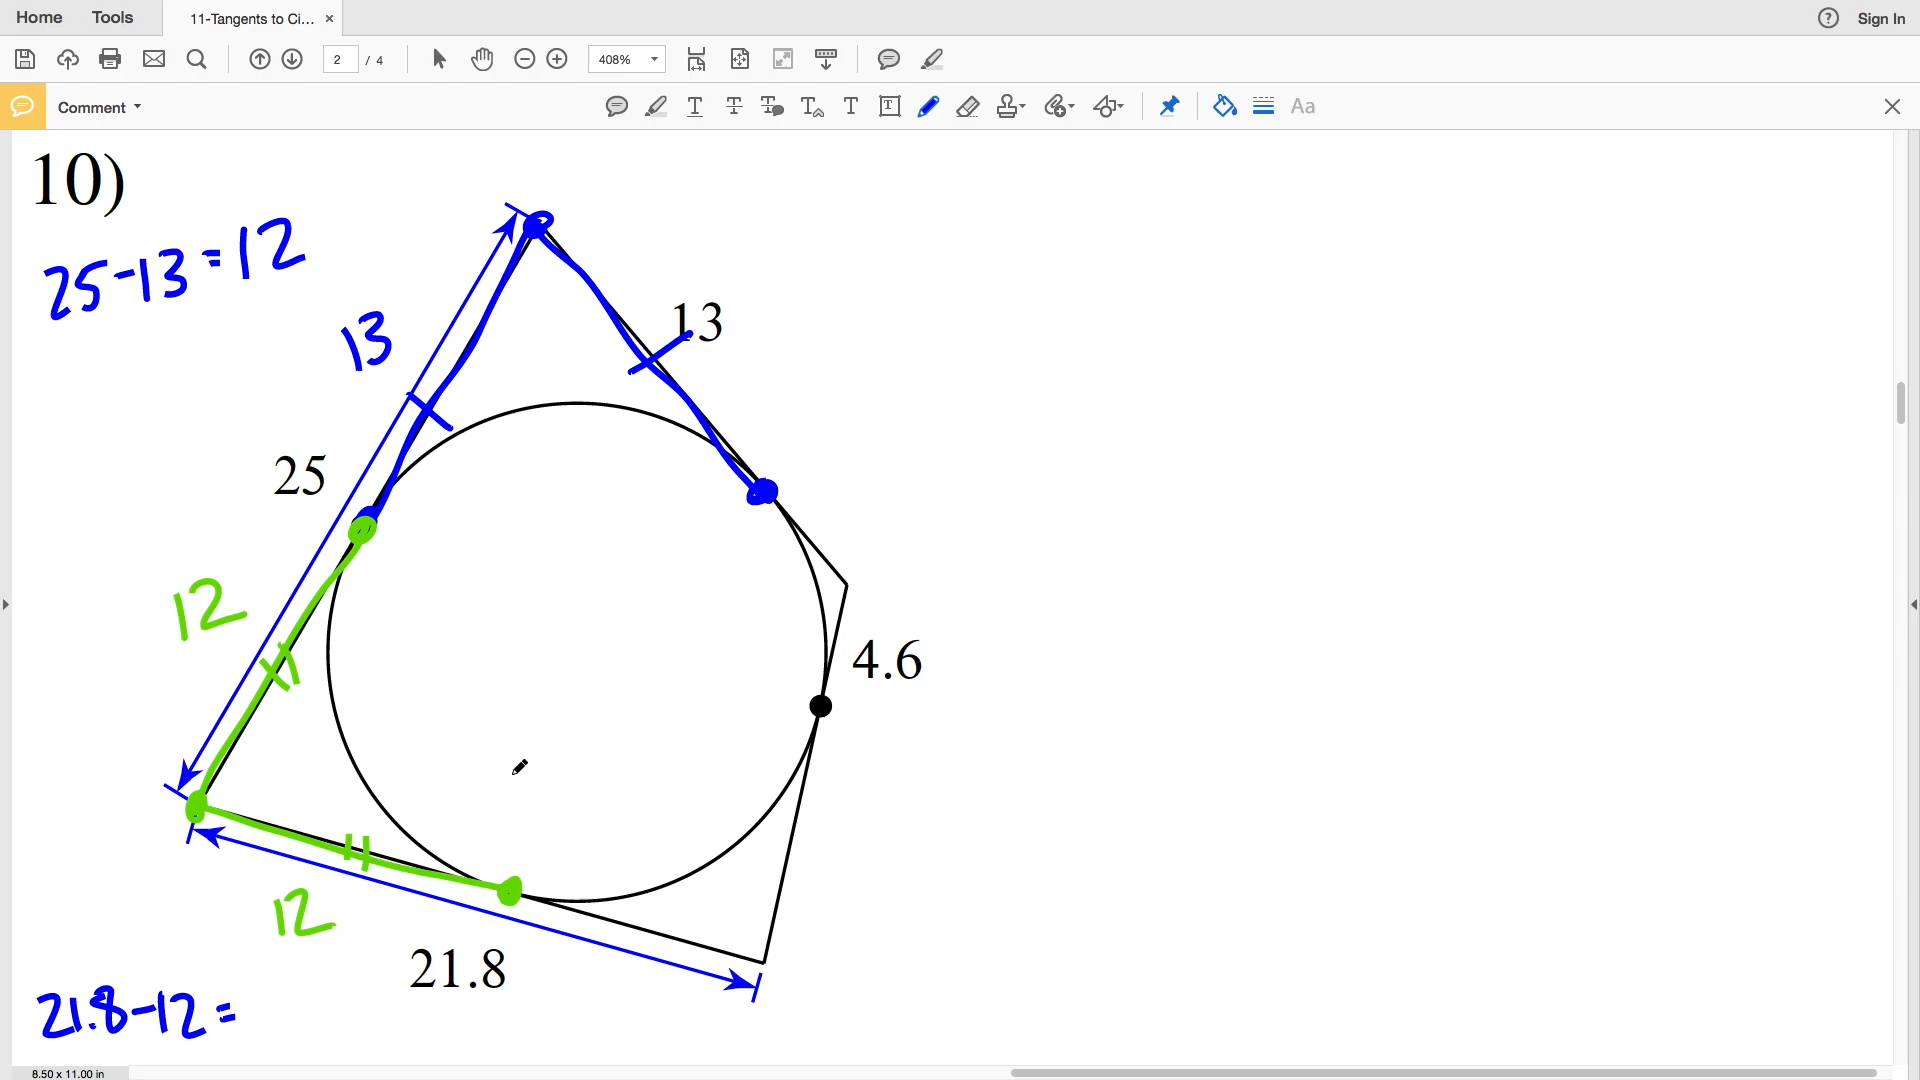 Home Tools 11-Tangents to Ci... × ? Sign In
2 / 4 408%
Comment T T T T T T Aa
10)
25-13=12
13
13
25
12
4.6
12
21.8
21.8-12=
8.50 x 11.00 in